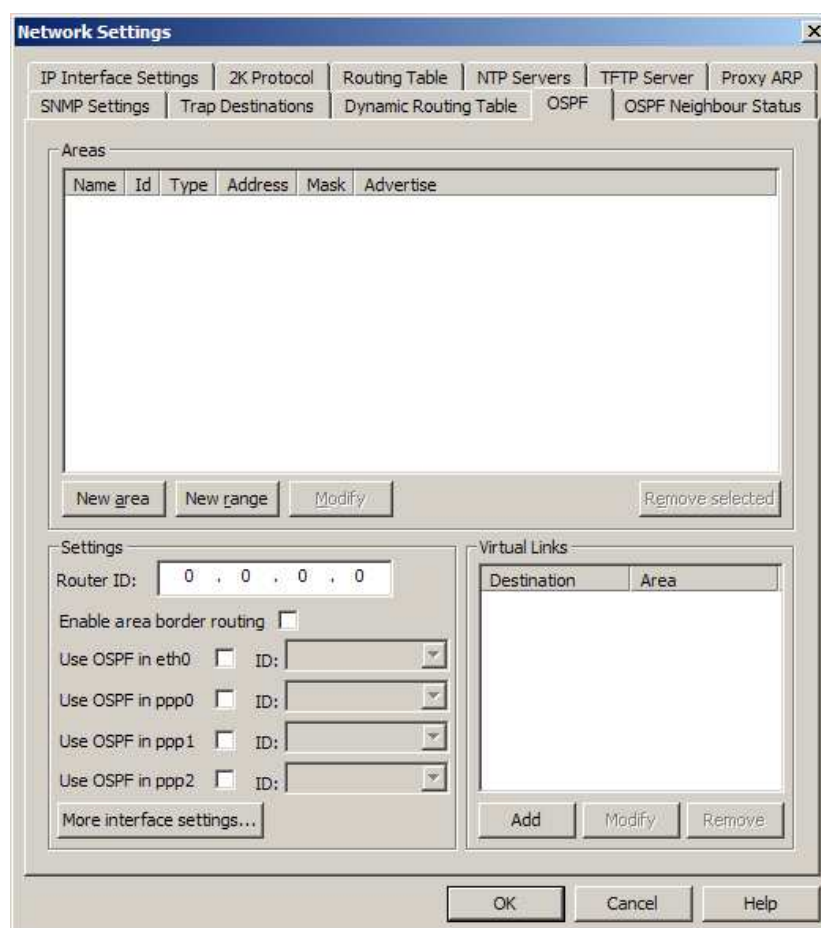 Network Settings
IP Interface Settings 2K Protocol Routing Table NTP Servers TFTP Server Proxy ARP
SNMP Settings Trap Destinations Dynamic Routing Table OSPF OSPF Neighbour Status
Areas
Name Id Type Address Mask Advertise
New area New range Modify Remove selected
Settings
Router ID: 0 . 0 . 0 . 0
Enable area border routing
Use OSPF in eth0 ID:
Use OSPF in ppp0 ID:
Use OSPF in ppp1 ID:
Use OSPF in ppp2 ID:
More interface settings...
Virtual Links
Destination Area
Add Modify Remove
OK Cancel Help